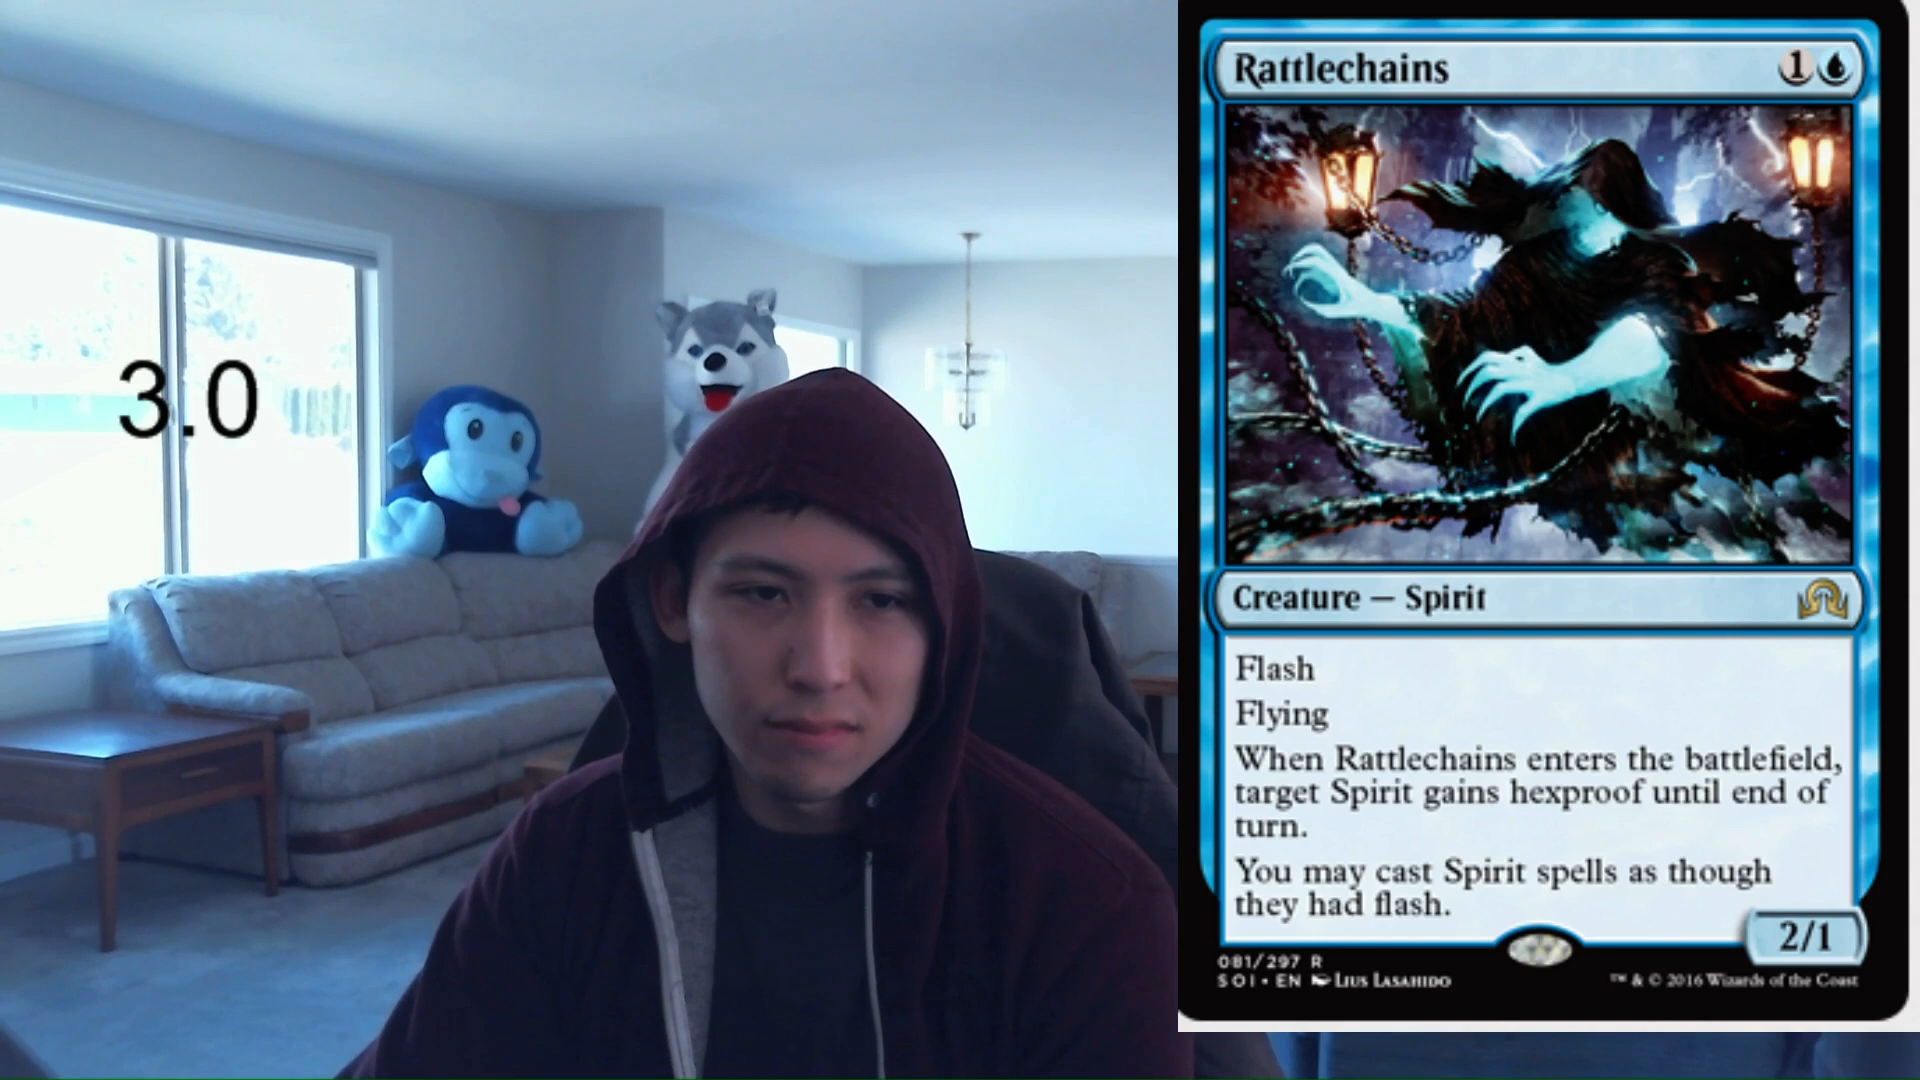 3.0
Rattlechains 1
Creature — Spirit
Flash
Flying
When Rattlechains enters the battlefield,
target Spirit gains hexproof until end of
turn.
You may cast Spirit spells as though
they had flash.
2/1
081/297 R
SOI • EN Lius Lasahido
™ & © 2016 Wizards of the Coast